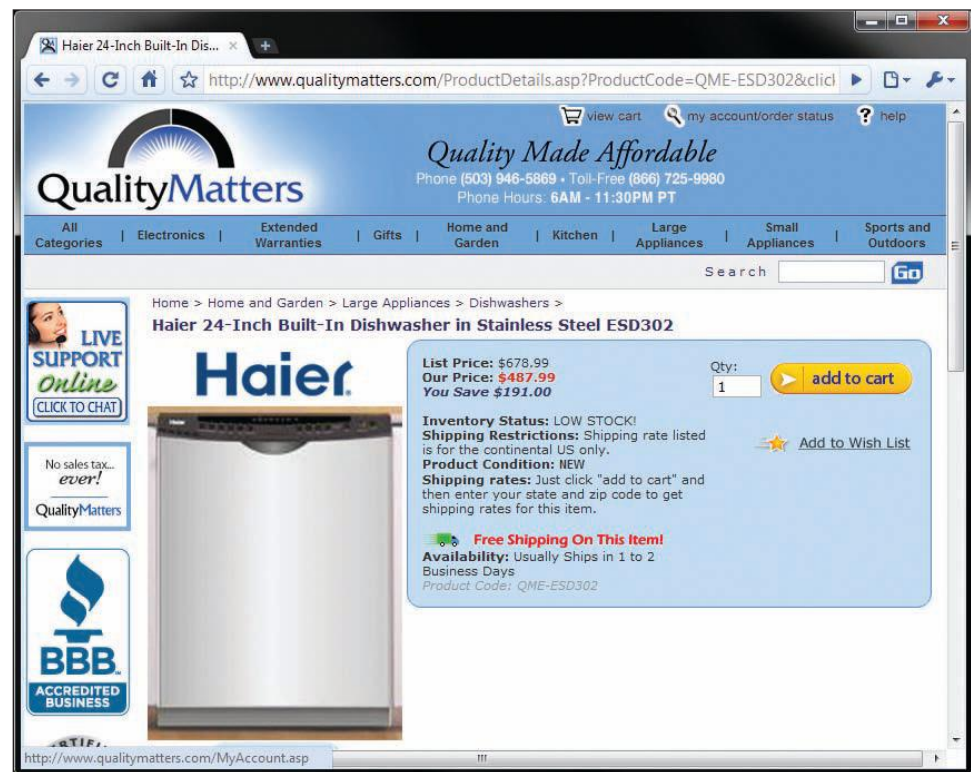 Haier 24-Inch Built-In Dis...
http://www.qualitymatters.com/ProductDetails.asp?ProductCode=QME-ESD302&clicl
view cart my account/order status ? help
QualityMatters
Quality Made Affordable
Phone (503) 946-5869 • Toll-Free (866) 725-9980
Phone Hours: 6AM - 11:30PM PT
All Categories | Electronics | Extended Warranties | Gifts | Home and Garden | Kitchen | Large Appliances | Small Appliances | Sports and Outdoors
Search Go
Home > Home and Garden > Large Appliances > Dishwashers >
Haier 24-Inch Built-In Dishwasher in Stainless Steel ESD302
LIVE
SUPPORT
Online
CLICK TO CHAT
No sales tax...
ever!
QualityMatters
BBB.
ACCREDITED
BUSINESS
Haier
List Price: $678.99
Our Price: $487.99
You Save $191.00
Qty:
1
add to cart
Add to Wish List
Inventory Status: LOW STOCK!
Shipping Restrictions: Shipping rate listed
is for the continental US only.
Product Condition: NEW
Shipping rates: Just click "add to cart" and
then enter your state and zip code to get
shipping rates for this item.
Free Shipping On This Item!
Availability: Usually Ships in 1 to 2
Business Days
Product Code: QME-ESD302
http://www.qualitymatters.com/MyAccount.asp